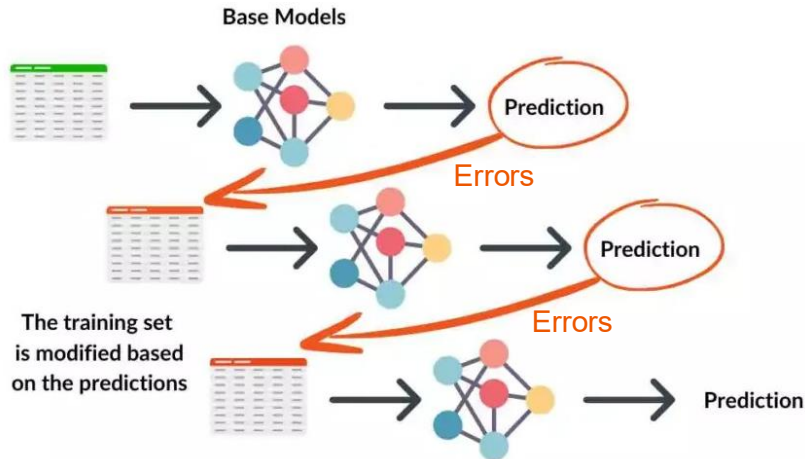 Base Models
Prediction
Errors
Prediction
Errors
The training set
is modified based
on the predictions
Prediction